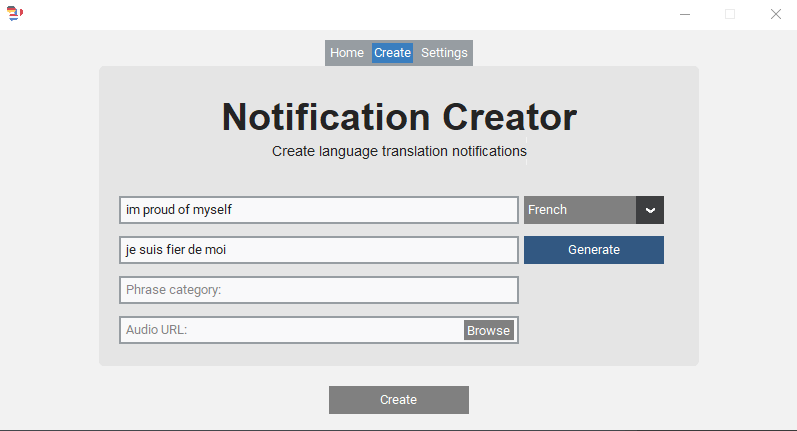 Home Create Settings
Notification Creator
Create language translation notifications
im proud of myself French
je suis fier de moi Generate
Phrase category:
Audio URL: Browse
Create